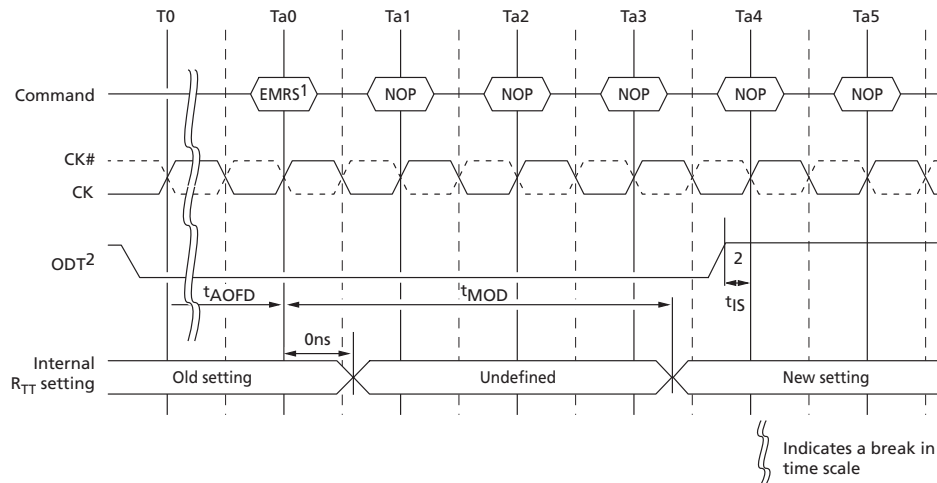 T0 Ta0 Ta1 Ta2 Ta3 Ta4 Ta5
Command EMRS1 NOP NOP NOP NOP NOP
CK#
CK
ODT2 2
tAOFD tMOD tIS
0ns
Internal
RTT setting Old setting Undefined New setting
Indicates a break in
time scale